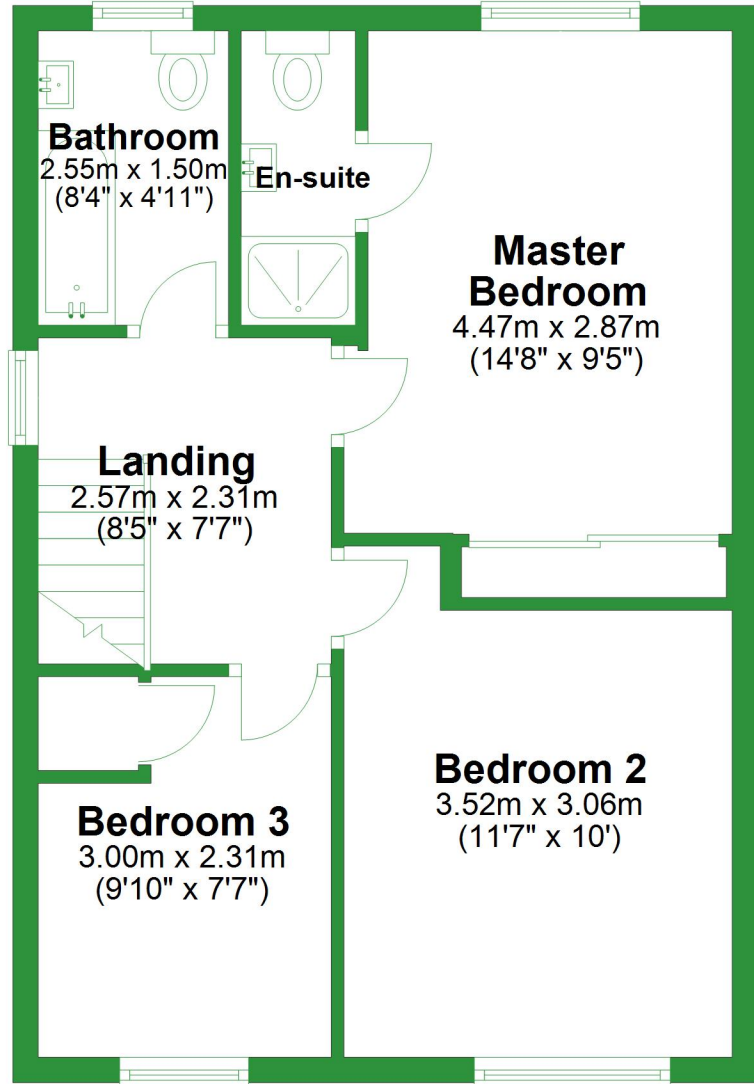 Bathroom
2.55m x 1.50m
(8'4" x 4'11")
En-suite
Master
Bedroom
4.47m x 2.87m
(14'8" x 9'5")
Landing
2.57m x 2.31m
(8'5" x 7'7")
Bedroom 2
3.52m x 3.06m
(11'7" x 10')
Bedroom 3
3.00m x 2.31m
(9'10" x 7'7")